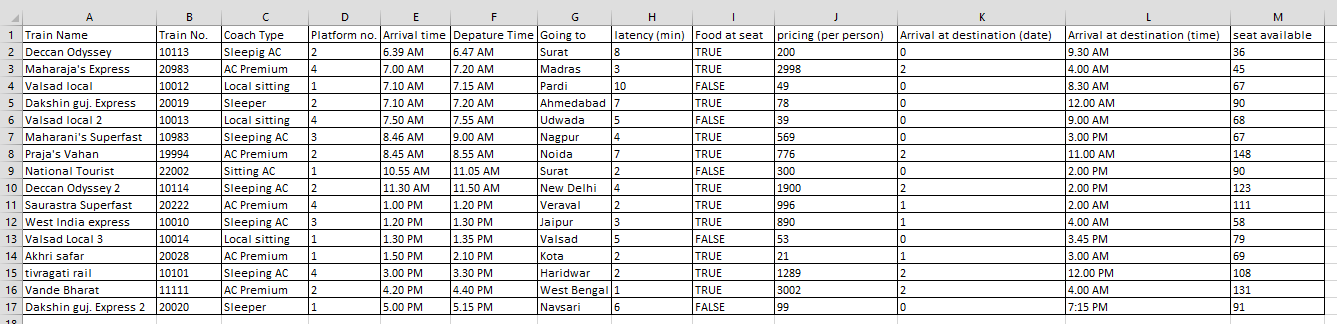 A B C D E F G H I J K L M
1 Train Name Train No. Coach Type Platform no. Arrival time Depature Time Going to latency (min) Food at seat pricing (per person) Arrival at destination (date) Arrival at destination (time) seat available
2 Deccan Odyssey 10113 Sleepig AC 2 6.39 AM 6.47 AM Surat 8 TRUE 200 0 9.30 AM 36
3 Maharaja's Express 20983 AC Premium 4 7.00 AM 7.20 AM Madras 3 TRUE 2998 2 4.00 AM 45
4 Valsad local 10012 Local sitting 1 7.10 AM 7.15 AM Pardi 10 FALSE 49 0 8.30 AM 67
5 Dakshin guj. Express 20019 Sleeper 2 7.10 AM 7.20 AM Ahmedabad 7 TRUE 78 0 12.00 AM 90
6 Valsad local 2 10013 Local sitting 4 7.50 AM 7.55 AM Udwada 5 FALSE 39 0 9.00 AM 68
7 Maharani's Superfast 10983 Sleeping AC 3 8.46 AM 9.00 AM Nagpur 4 TRUE 569 0 3.00 PM 67
8 Praja's Vahan 19994 AC Premium 2 8.45 AM 8.55 AM Noida 7 TRUE 776 2 11.00 AM 148
9 National Tourist 22002 Sitting AC 1 10.55 AM 11.05 AM Surat 2 FALSE 300 0 2.00 PM 90
10 Deccan Odyssey 2 10114 Sleeping AC 2 11.30 AM 11.50 AM New Delhi 4 TRUE 1900 2 2.00 PM 123
11 Saurastra Superfast 20222 AC Premium 4 1.00 PM 1.20 PM Veraval 2 TRUE 996 1 2.00 AM 111
12 West India express 10010 Sleeping AC 3 1.20 PM 1.30 PM Jaipur 3 TRUE 890 1 4.00 AM 58
13 Valsad Local 3 10014 Local sitting 1 1.30 PM 1.35 PM Valsad 5 FALSE 53 0 3.45 PM 79
14 Akhri safar 20028 AC Premium 1 1.50 PM 2.10 PM Kota 2 TRUE 21 1 3.00 AM 69
15 tivragati rail 10101 Sleeping AC 4 3.00 PM 3.30 PM Haridwar 2 TRUE 1289 2 12.00 PM 108
16 Vande Bharat 11111 AC Premium 2 4.20 PM 4.40 PM West Bengal 1 TRUE 3002 2 4.00 AM 131
17 Dakshin guj. Express 2 20020 Sleeper 1 5.00 PM 5.15 PM Navsari 6 FALSE 99 0 7:15 PM 91